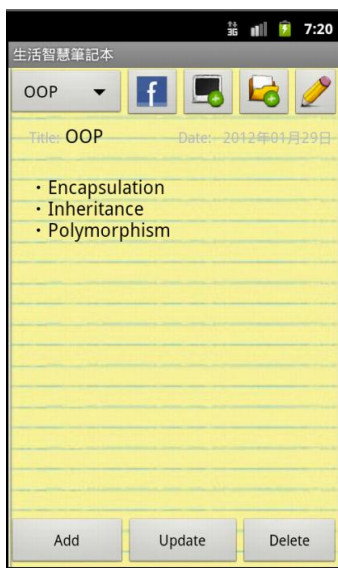 3G 7:20
生活智慧筆記本
OOP
Title: OOP Date: 2012年01月29日
・Encapsulation
・Inheritance
・Polymorphism
Add Update Delete